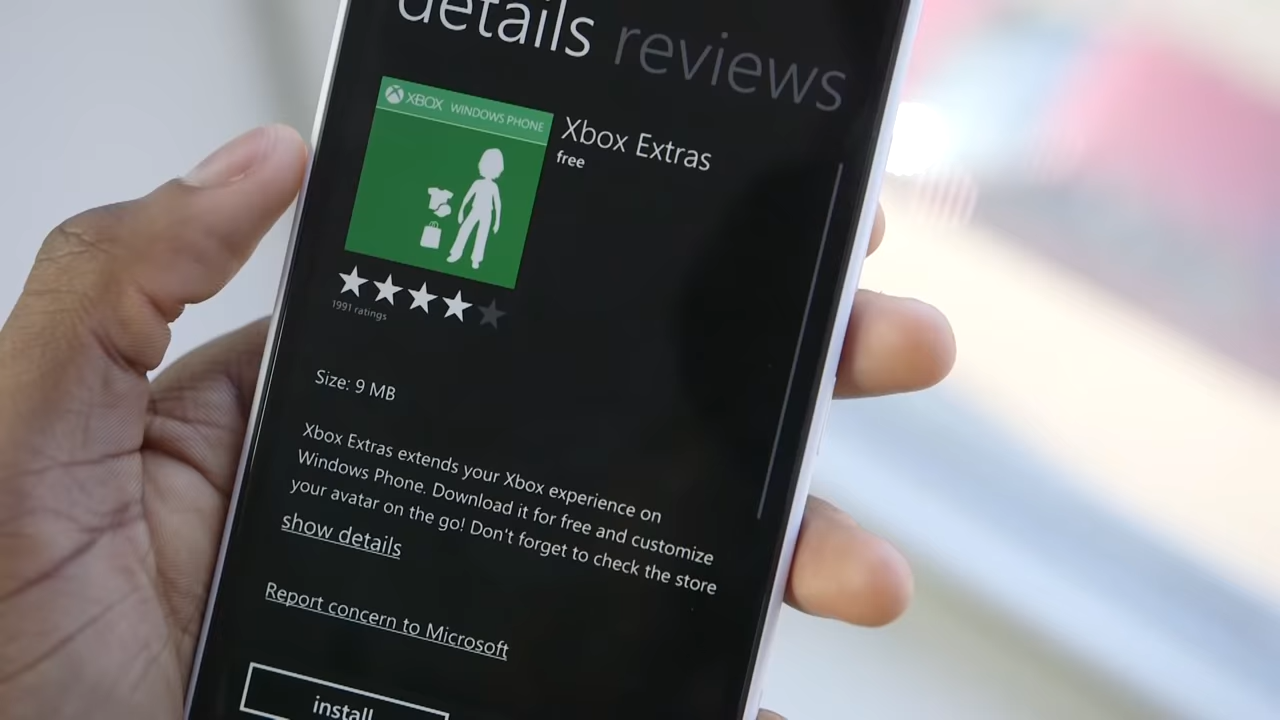 details reviews
XBOX WINDOWS PHONE
Xbox Extras
free
1991 ratings
Size: 9 MB
Xbox Extras extends your Xbox experience on
Windows Phone. Download it for free and customize
your avatar on the go! Don't forget to check the store
show details
Report concern to Microsoft
install